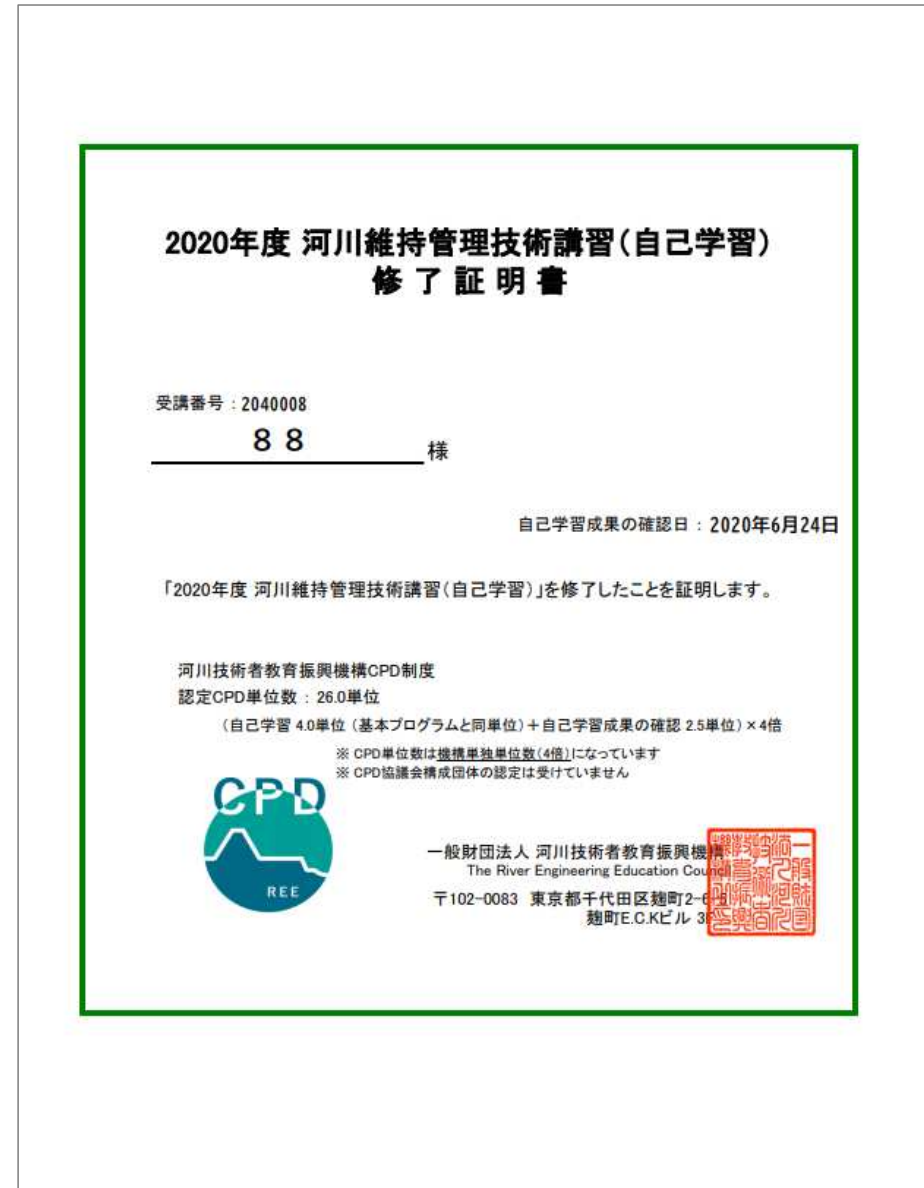 2020年度 河川維持管理技術講習(自己学習)
修 了 証 明 書
受講番号 : 2040008
８８ 様
自己学習成果の確認日 : 2020年6月24日
「2020年度 河川維持管理技術講習(自己学習)」を修了したことを証明します。
河川技術者教育振興機構CPD制度
認定CPD単位数 : 26.0単位
(自己学習 4.0単位 (基本プログラムと同単位)+自己学習成果の確認 2.5単位)×4倍
※ CPD単位数は機構単独単位数(4倍)になっています
※ CPD協議会構成団体の認定は受けていません
CPD
REE
一般財団法人 河川技術者教育振興機構
The River Engineering Education Council
〒102-0083 東京都千代田区麹町2-6-5
麹町E.C.Kビル 3F